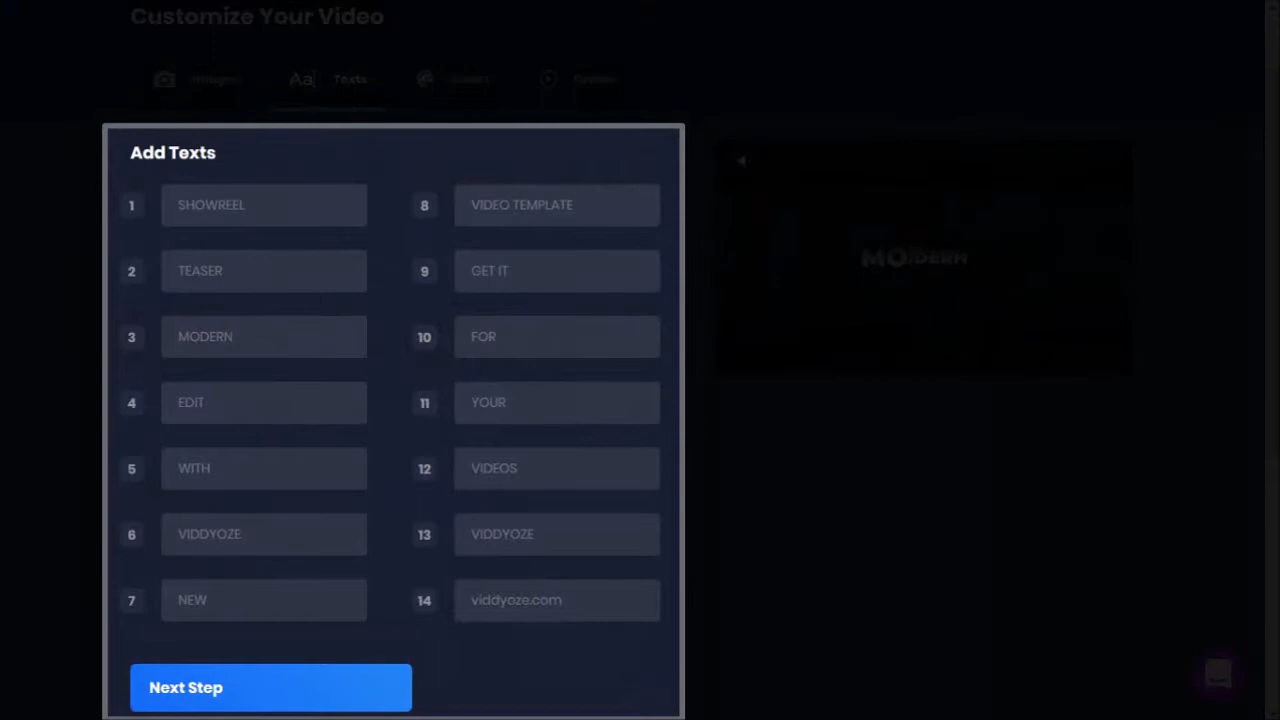 Customize Your Video
Aa Texts
Add Texts
1 SHOWREEL
2 TEASER
3 MODERN
4 EDIT
5 WITH
6 VIDDYOZE
7 NEW
8 VIDEO TEMPLATE
9 GET IT
10 FOR
11 YOUR
12 VIDEOS
13 VIDDYOZE
14 viddyoze.com
Next Step
MODERN